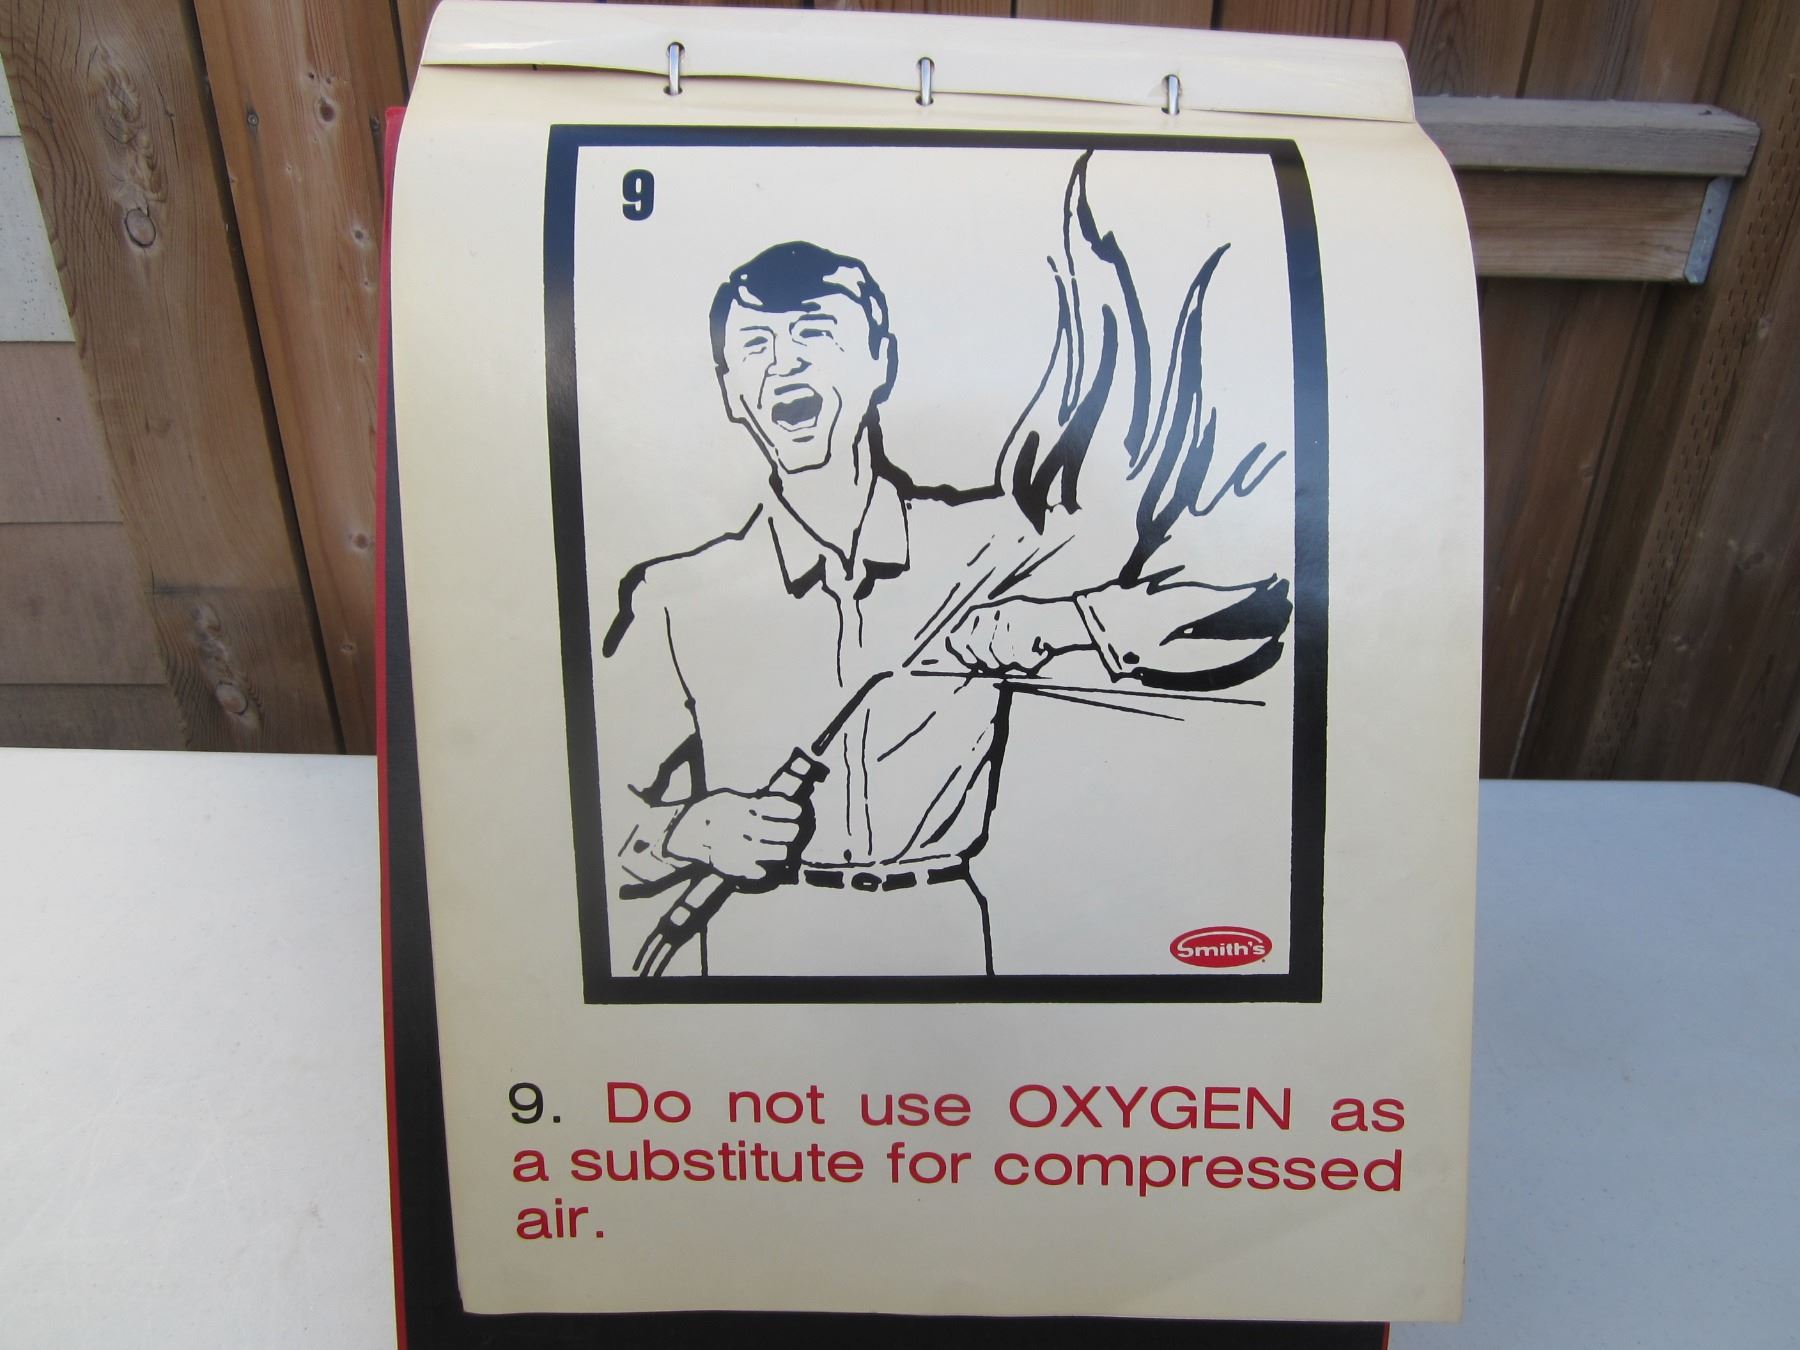 9
Smith's
9. Do not use OXYGEN as
a substitute for compressed
air.